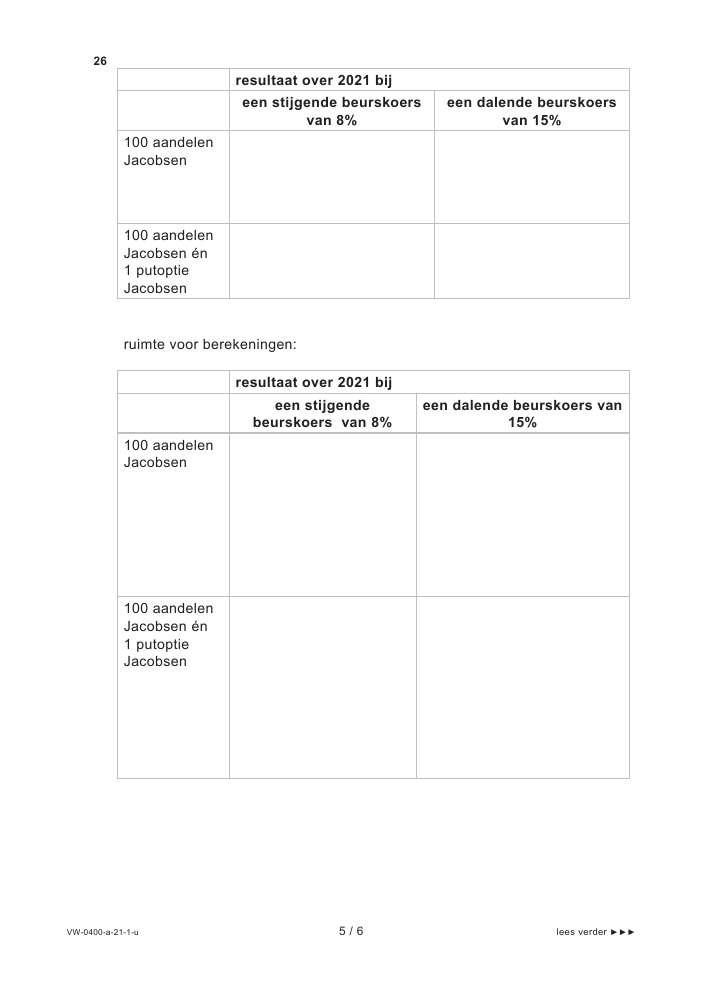 26
resultaat over 2021 bij
een stijgende beurskoers
van 8%
een dalende beurskoers
van 15%
100 aandelen
Jacobsen
100 aandelen
Jacobsen én
1 putoptie
Jacobsen
ruimte voor berekeningen:
resultaat over 2021 bij
een stijgende
beurskoers van 8%
een dalende beurskoers van
15%
100 aandelen
Jacobsen
100 aandelen
Jacobsen én
1 putoptie
Jacobsen
VW-0400-a-21-1-u
5 / 6
lees verder ►►►